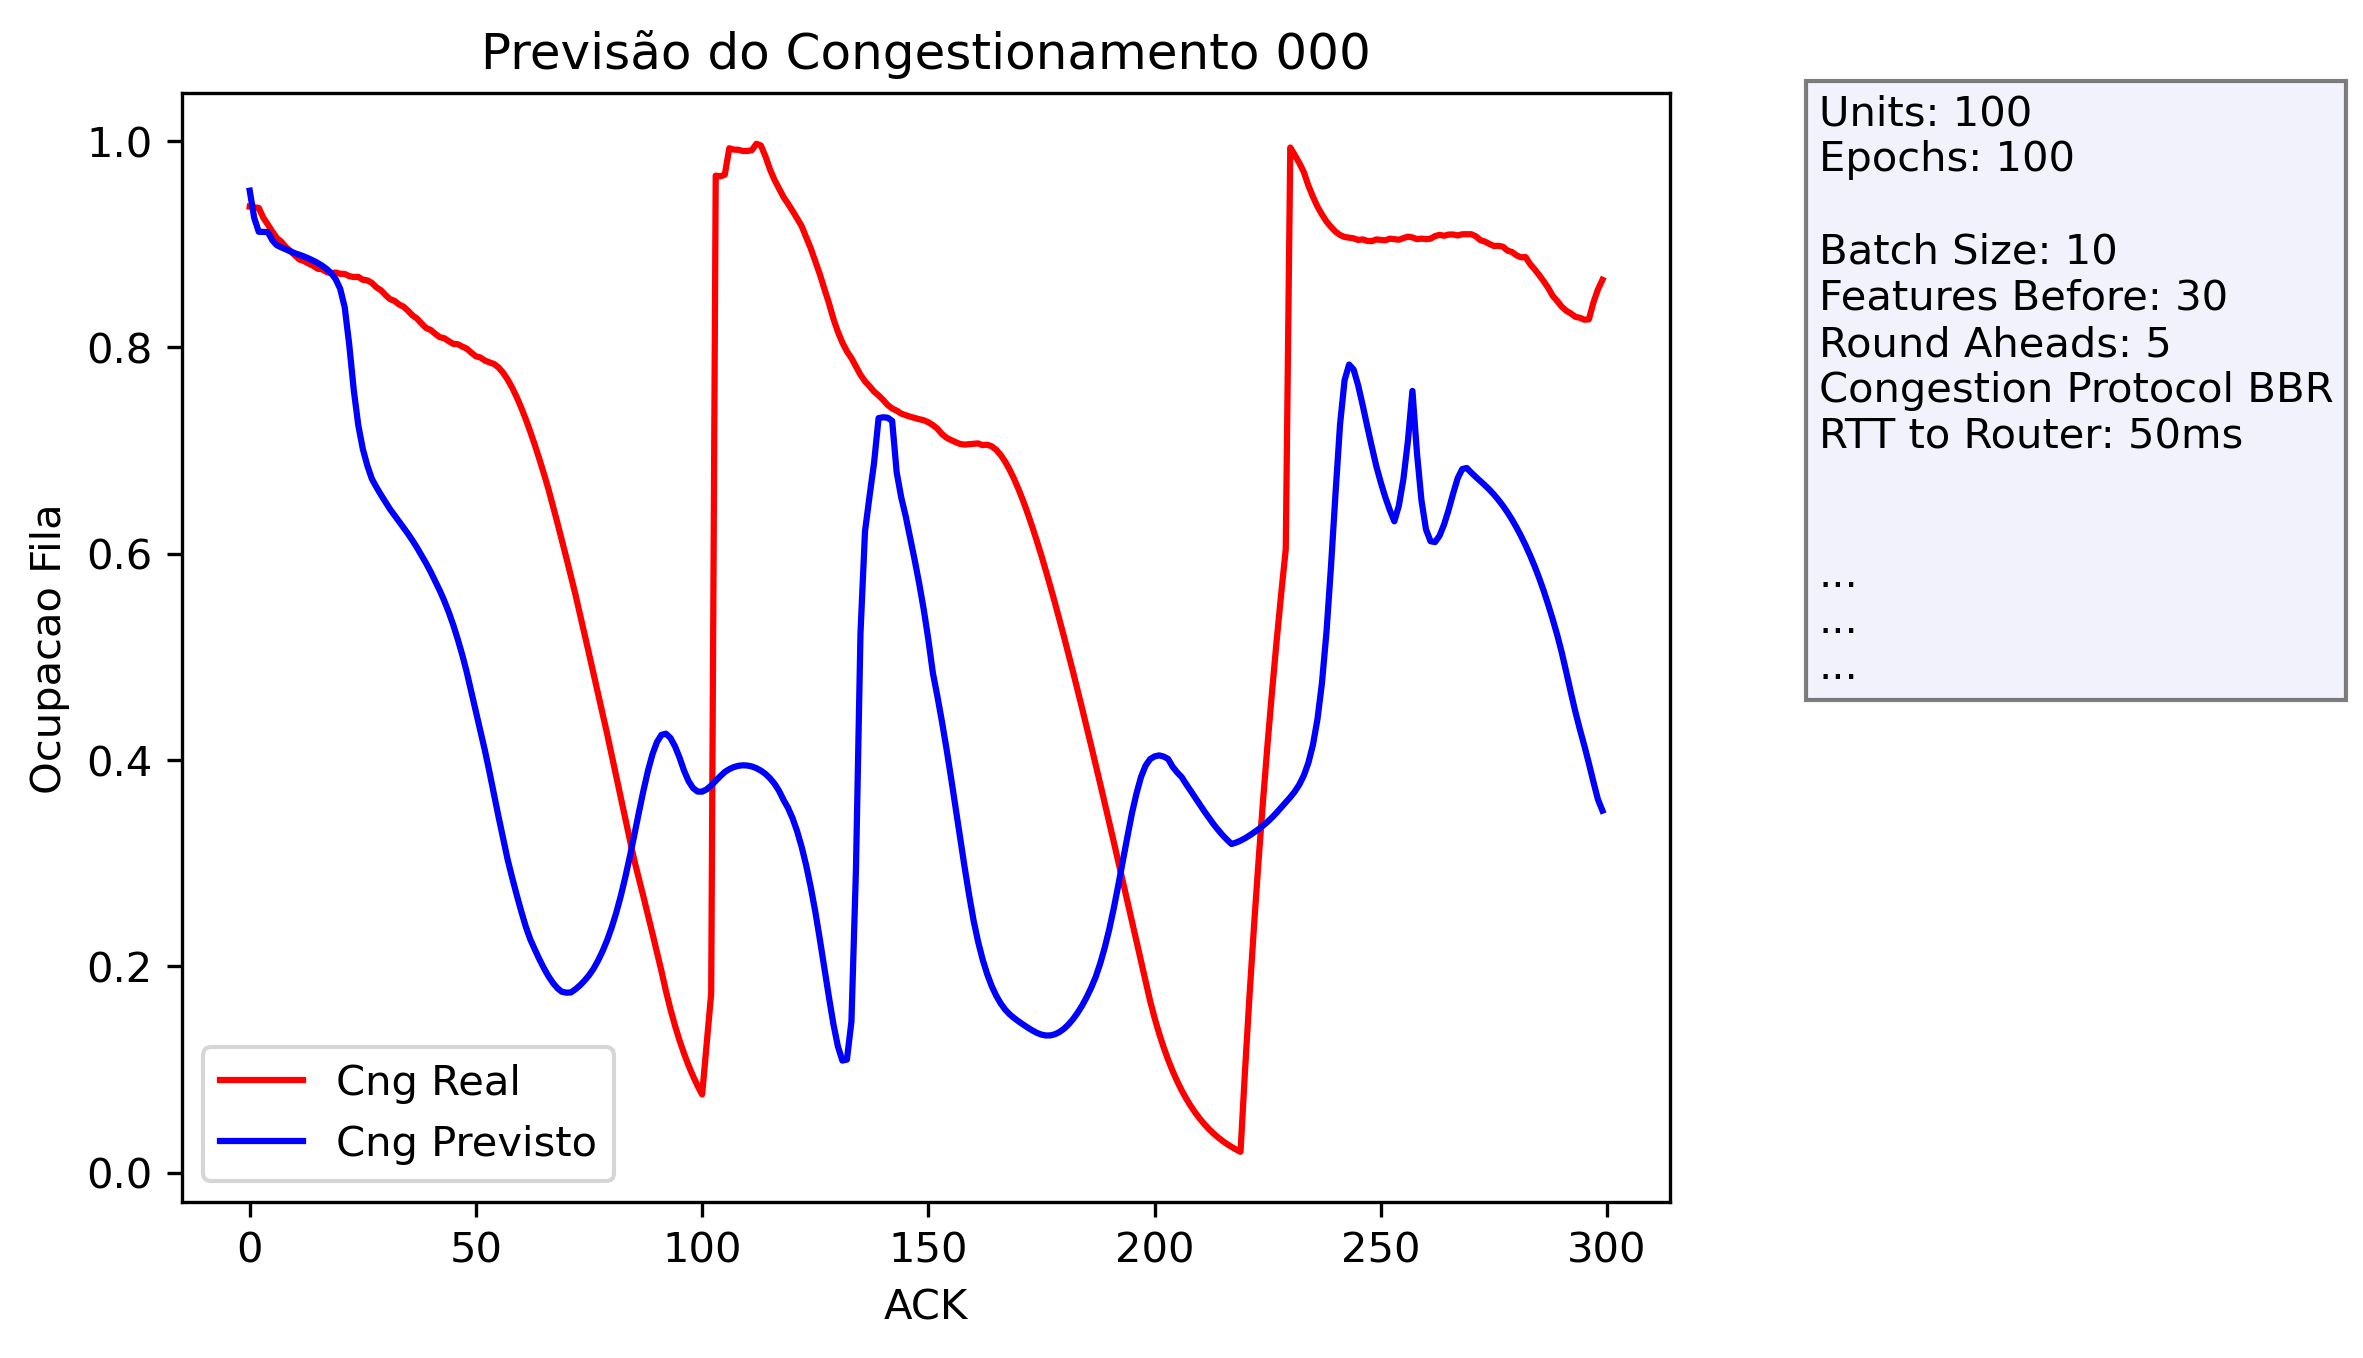 Previsão do Congestionamento 000
Units: 100
Epochs: 100
Batch Size: 10
Features Before: 30
Round Aheads: 5
Congestion Protocol BBR
RTT to Router: 50ms
...
...
...
Ocupacao Fila
1.0
0.8
0.6
0.4
0.2
0.0
Cng Real
Cng Previsto
0 50 100 150 200 250 300
ACK